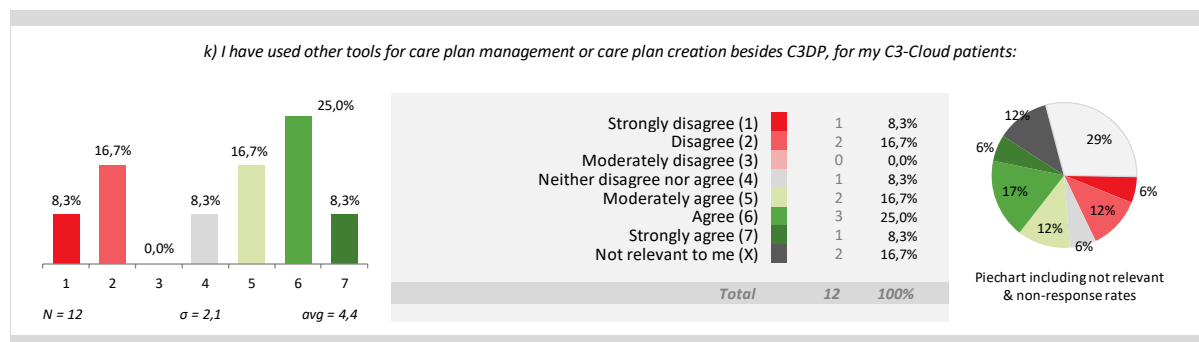 k) I have used other tools for care plan management or care plan creation besides C3DP, for my C3-Cloud patients:
8,3%
16,7%
0,0%
8,3%
16,7%
25,0%
8,3%
1 2 3 4 5 6 7
N = 12 σ = 2,1 avg = 4,4
Strongly disagree (1) 1 8,3%
Disagree (2) 2 16,7%
Moderately disagree (3) 0 0,0%
Neither disagree nor agree (4) 1 8,3%
Moderately agree (5) 2 16,7%
Agree (6) 3 25,0%
Strongly agree (7) 1 8,3%
Not relevant to me (X) 2 16,7%
Total 12 100%
12%
29%
6%
6%
17%
12%
12%
6%
Piechart including not relevant
& non-response rates